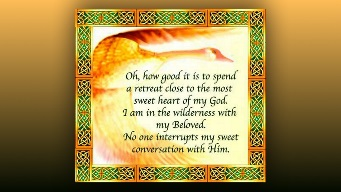 Oh, how good it is to spend
a retreat close to the most
sweet heart of my God.
I am in the wilderness with
my Beloved.
No one interrupts my sweet
conversation with Him.